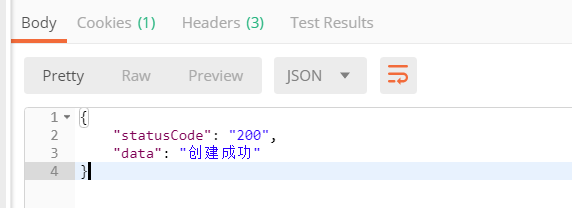 Body Cookies (1) Headers (3) Test Results
Pretty Raw Preview JSON
1 {
2 "statusCode": "200",
3 "data": "创建成功"
4 }